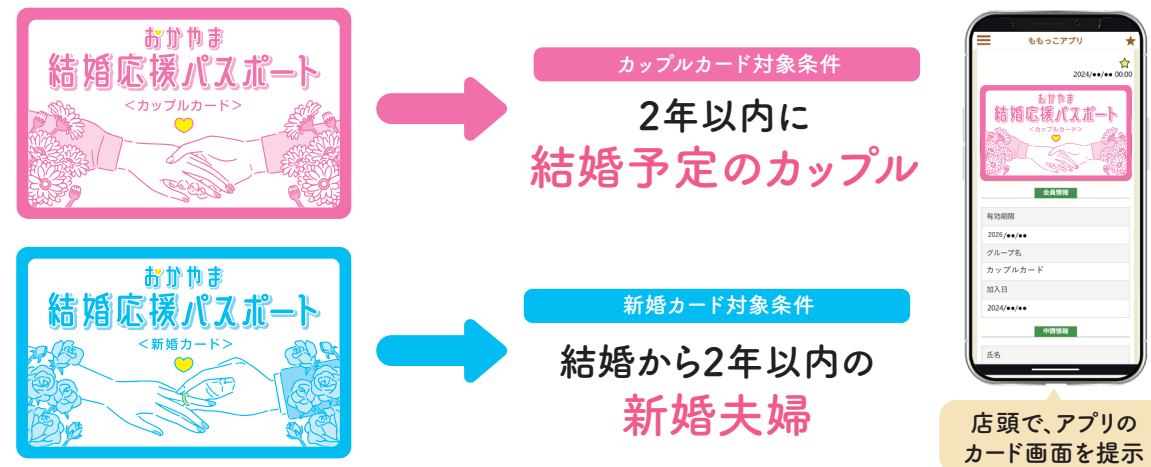 おかやま
結婚応援パスポート
<カップルカード>
カップルカード対象条件
2年以内に
結婚予定のカップル
おかやま
結婚応援パスポート
<新婚カード>
新婚カード対象条件
結婚から2年以内の
新婚夫婦
ももっこアプリ
2024/●●/●● 00:00
おかやま
結婚応援パスポート
<カップルカード>
会員情報
有効期限
2026/●●/●●
グループ名
カップルカード
加入日
2024/●●/●●
申請情報
氏名
店頭で、アプリの
カード画面を提示